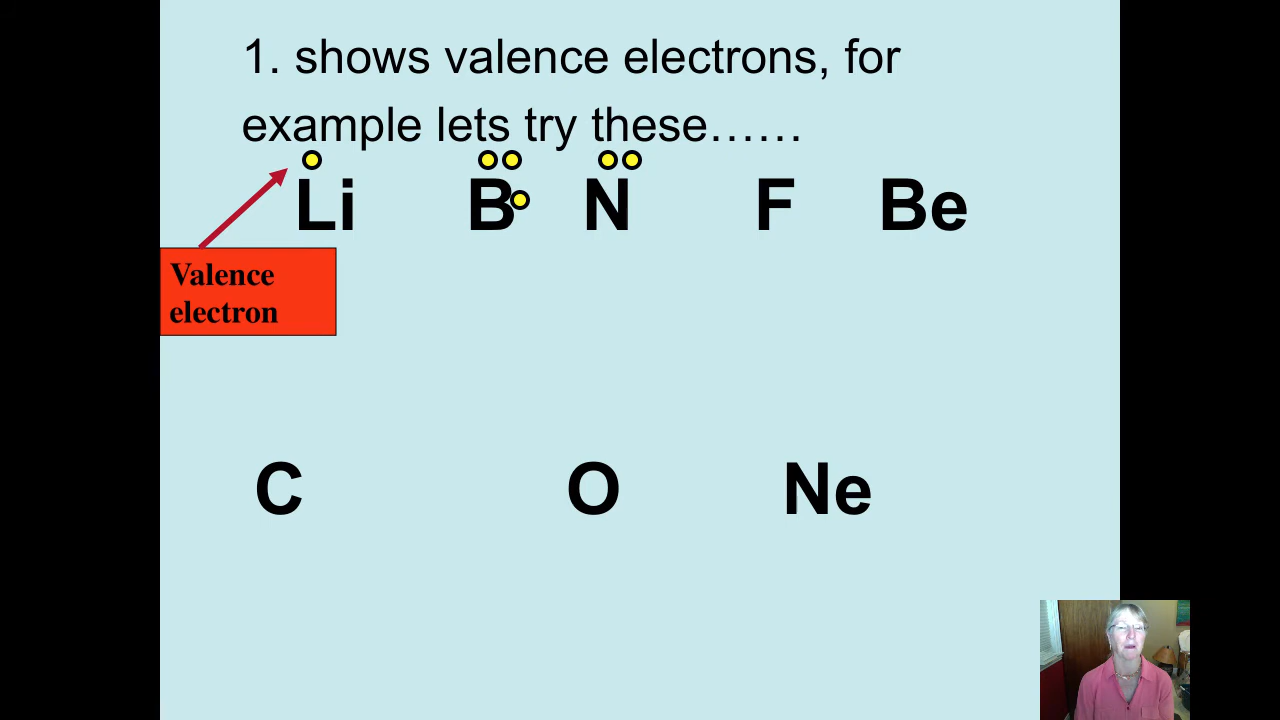 1. shows valence electrons, for
example lets try these……
Li B N F Be
Valence
electron
C O Ne